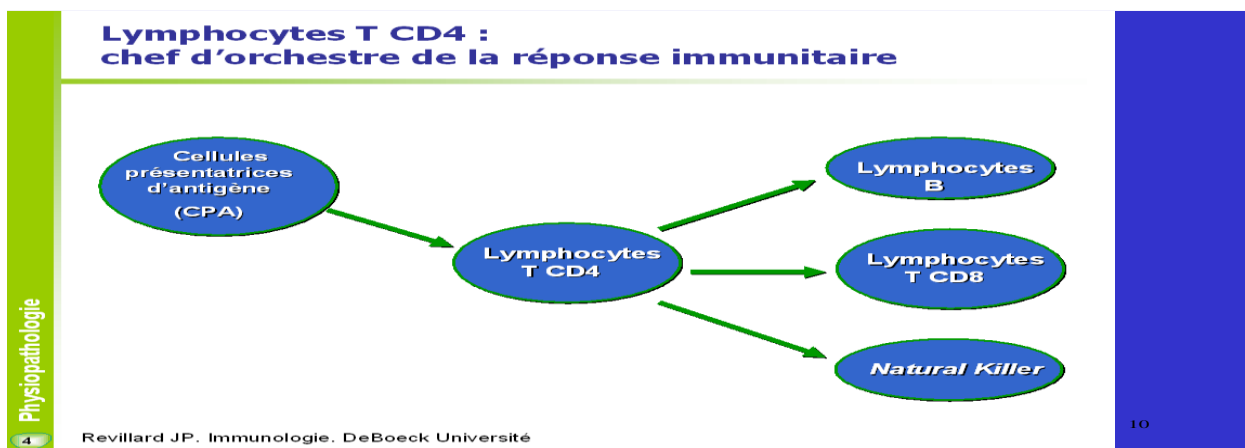 Lymphocytes T CD4 :
chef d'orchestre de la réponse immunitaire
Cellules
présentatrices
d'antigène
(CPA)
Lymphocytes
T CD4
Lymphocytes
B
Lymphocytes
T CD8
Natural Killer
Physiopathologie
4
Revillard JP. Immunologie. DeBoeck Université
10